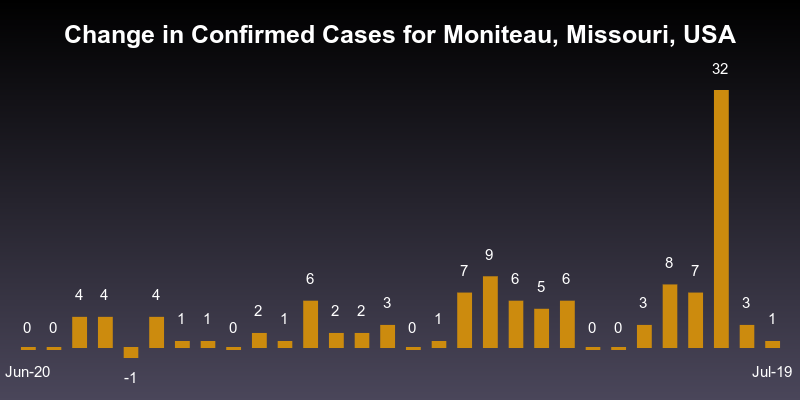 Change in Confirmed Cases for Moniteau, Missouri, USA
0 0 4 4 -1 4 1 1 0 2 1 6 2 2 3 0 1 7 9 6 5 6 0 0 3 8 7 32 3 1
Jun-20 Jul-19